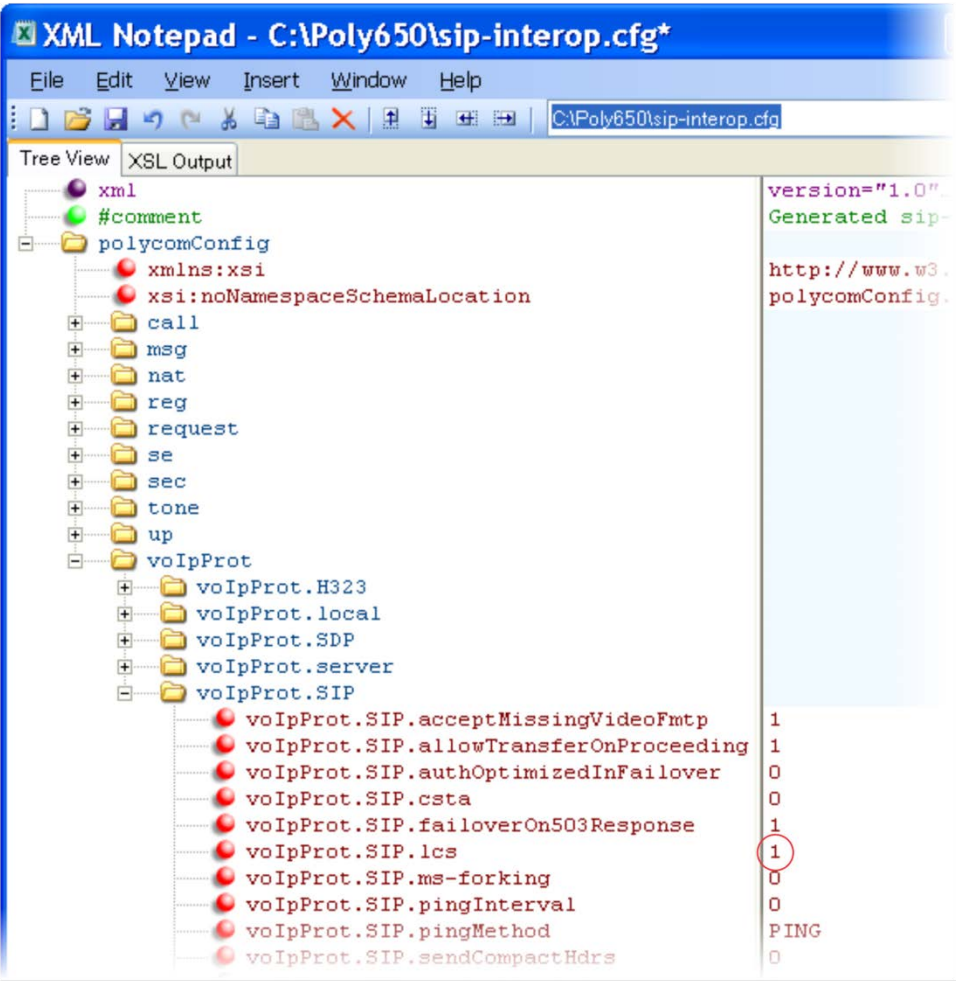 XML Notepad - C:\Poly650\sip-interop.cfg*
File Edit View Insert Window Help
C:\Poly650\sip-interop.cfg
Tree View XSL Output
xml version="1.0"
#comment Generated sip-
polycomConfig
xmlns:xsi http://www.w3.
xsi:noNamespaceSchemaLocation polycomConfig.
call
msg
nat
reg
request
se
sec
tone
up
voIpProt
voIpProt.H323
voIpProt.local
voIpProt.SDP
voIpProt.server
voIpProt.SIP
voIpProt.SIP.acceptMissingVideoFmtp 1
voIpProt.SIP.allowTransferOnProceeding 1
voIpProt.SIP.authOptimizedInFailover 0
voIpProt.SIP.csta 0
voIpProt.SIP.failoverOn503Response 1
voIpProt.SIP.lcs 1
voIpProt.SIP.ms-forking 0
voIpProt.SIP.pingInterval 0
voIpProt.SIP.pingMethod PING
voIpProt.SIP.sendCompactHdrs 0